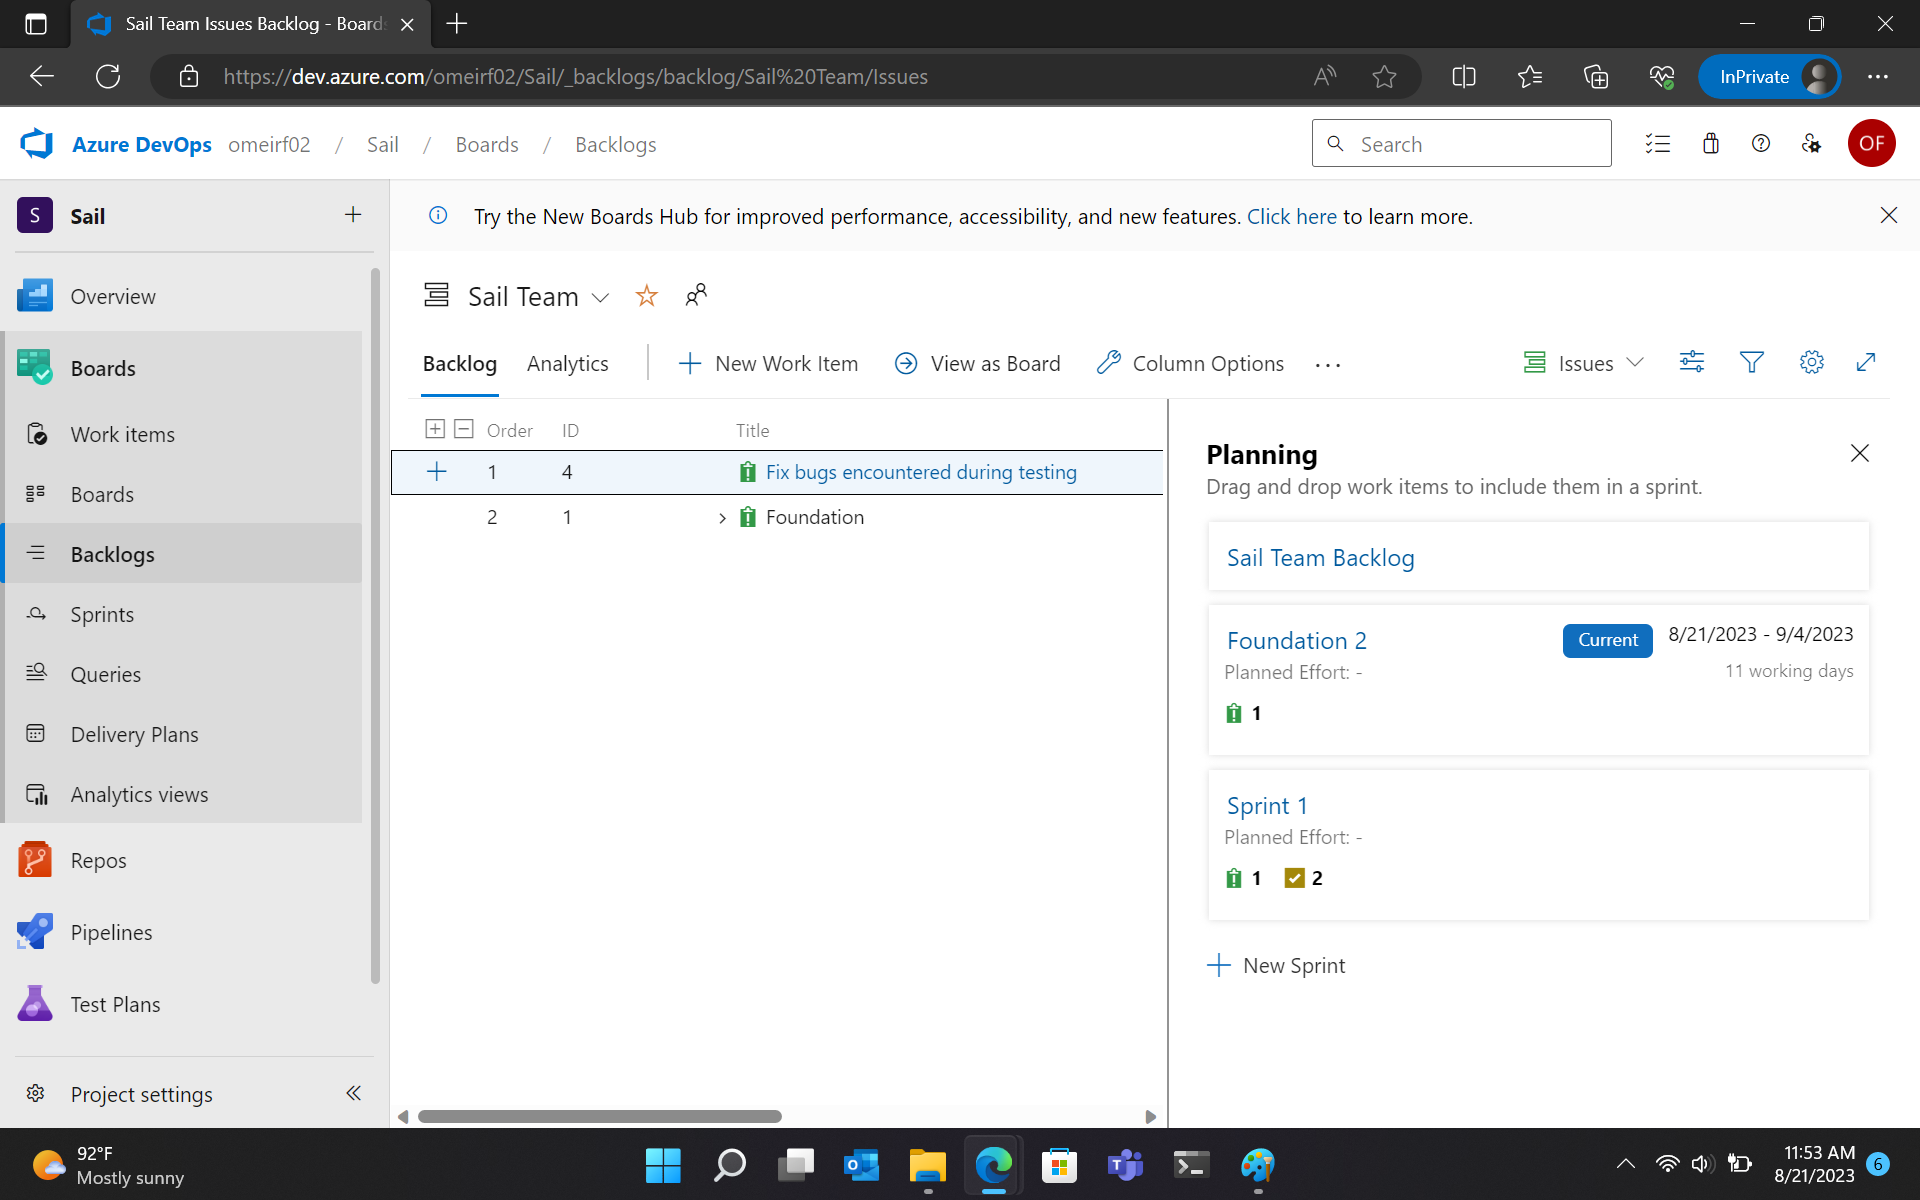 Sail Team Issues Backlog - Boards
https://dev.azure.com/omeirf02/Sail/_backlogs/backlog/Sail%20Team/Issues
InPrivate
Azure DevOps omeirf02 / Sail / Boards / Backlogs
Search
OF
S Sail
Try the New Boards Hub for improved performance, accessibility, and new features. Click here to learn more.
Overview
Boards
Work items
Boards
Backlogs
Sprints
Queries
Delivery Plans
Analytics views
Repos
Pipelines
Test Plans
Project settings
Sail Team
Backlog Analytics New Work Item View as Board Column Options ... Issues
Order ID Title
1 4 Fix bugs encountered during testing
2 1 Foundation
Planning
Drag and drop work items to include them in a sprint.
Sail Team Backlog
Foundation 2 Current 8/21/2023 - 9/4/2023
Planned Effort: - 11 working days
1
Sprint 1
Planned Effort: -
1 2
New Sprint
92°F
Mostly sunny
11:53 AM
8/21/2023
6